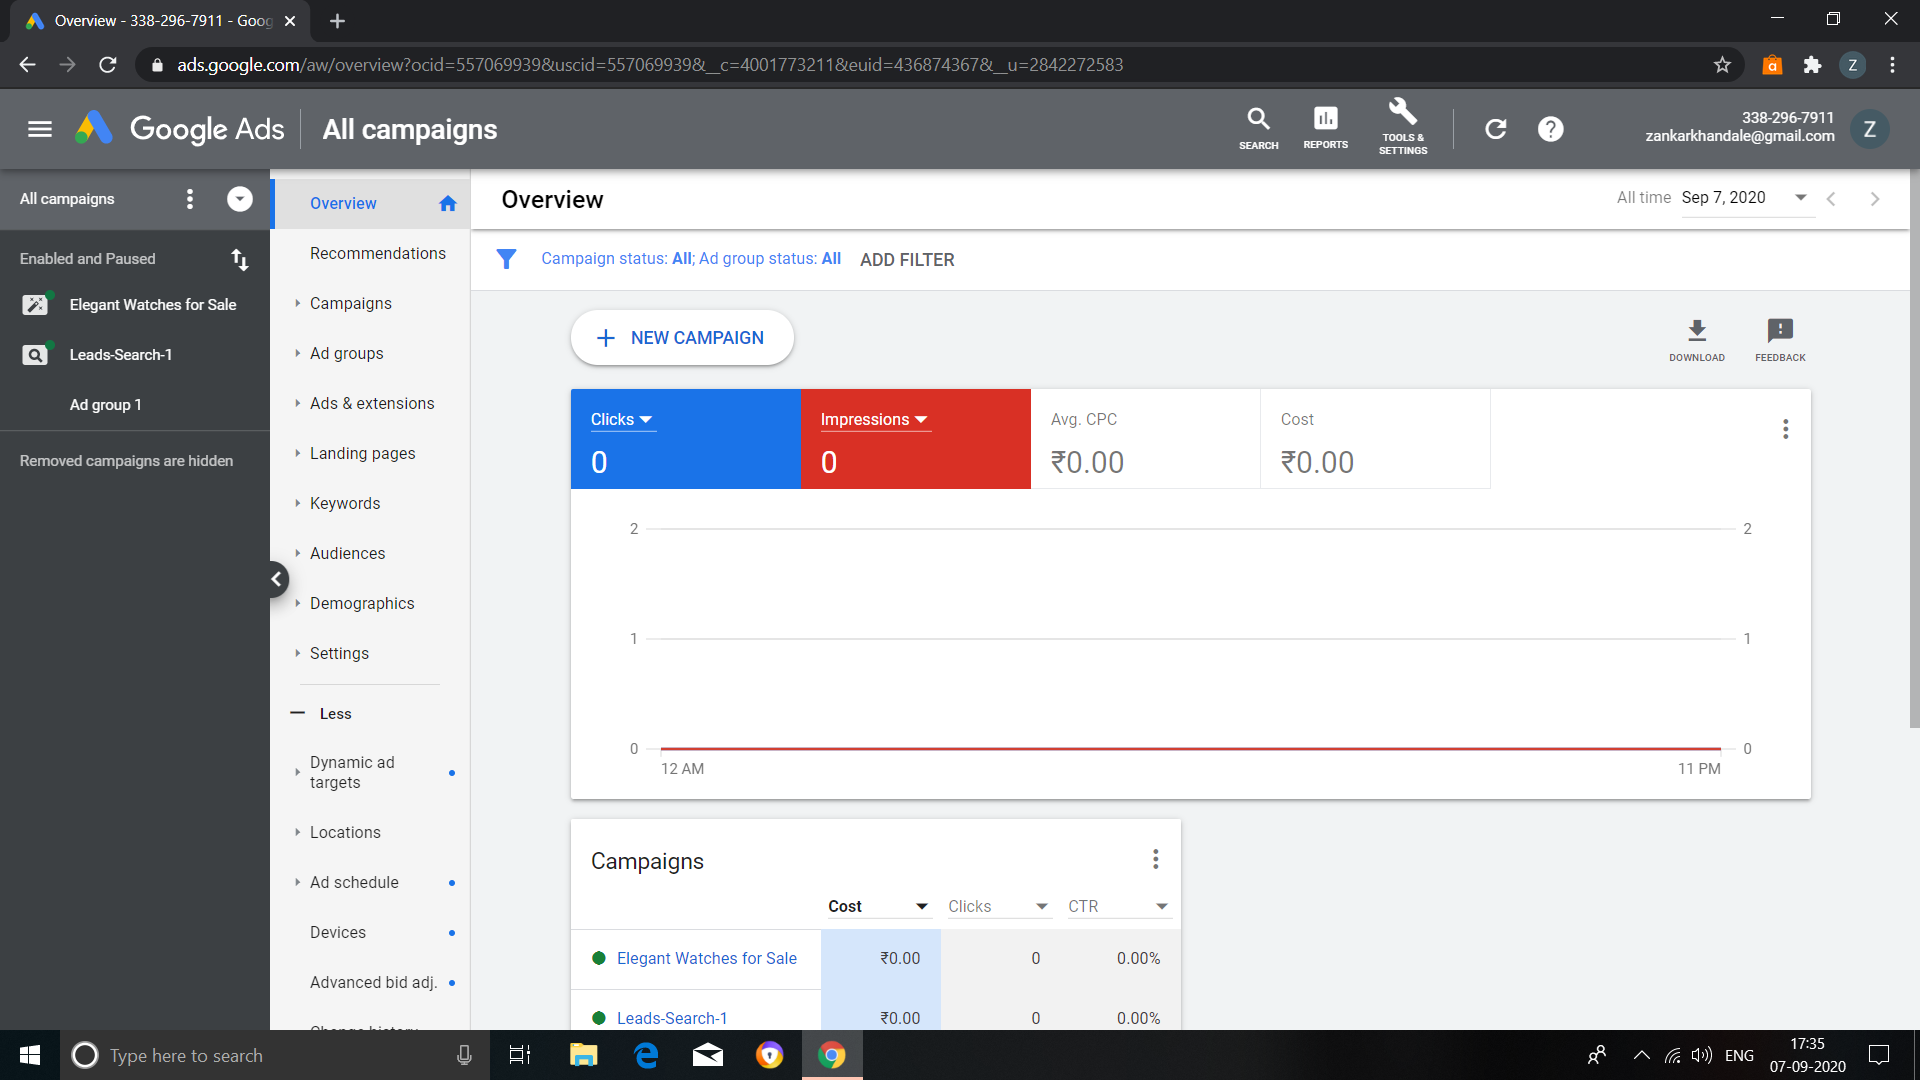 Overview - 338-296-7911 - Goog
ads.google.com/aw/overview?ocid=557069939&uscid=557069939&__c=4001773211&euid=436874367&__u=2842272583
a
Z
Google Ads
All campaigns
SEARCH
REPORTS
TOOLS &
SETTINGS
338-296-7911
zankarkhandale@gmail.com
Z
All campaigns
Enabled and Paused
Elegant Watches for Sale
Leads-Search-1
Ad group 1
Removed campaigns are hidden
Overview
Recommendations
Campaigns
Ad groups
Ads & extensions
Landing pages
Keywords
Audiences
Demographics
Settings
Less
Dynamic ad
targets
Locations
Ad schedule
Devices
Advanced bid adj.
Change history
Overview
All time Sep 7, 2020
Campaign status: All; Ad group status: All ADD FILTER
NEW CAMPAIGN
DOWNLOAD
FEEDBACK
Clicks
0
Impressions
0
Avg. CPC
₹0.00
Cost
₹0.00
2 2
1 1
0 0
12 AM 11 PM
Campaigns
Cost Clicks CTR
Elegant Watches for Sale ₹0.00 0 0.00%
Leads-Search-1 ₹0.00 0 0.00%
Type here to search
ENG
17:35
07-09-2020